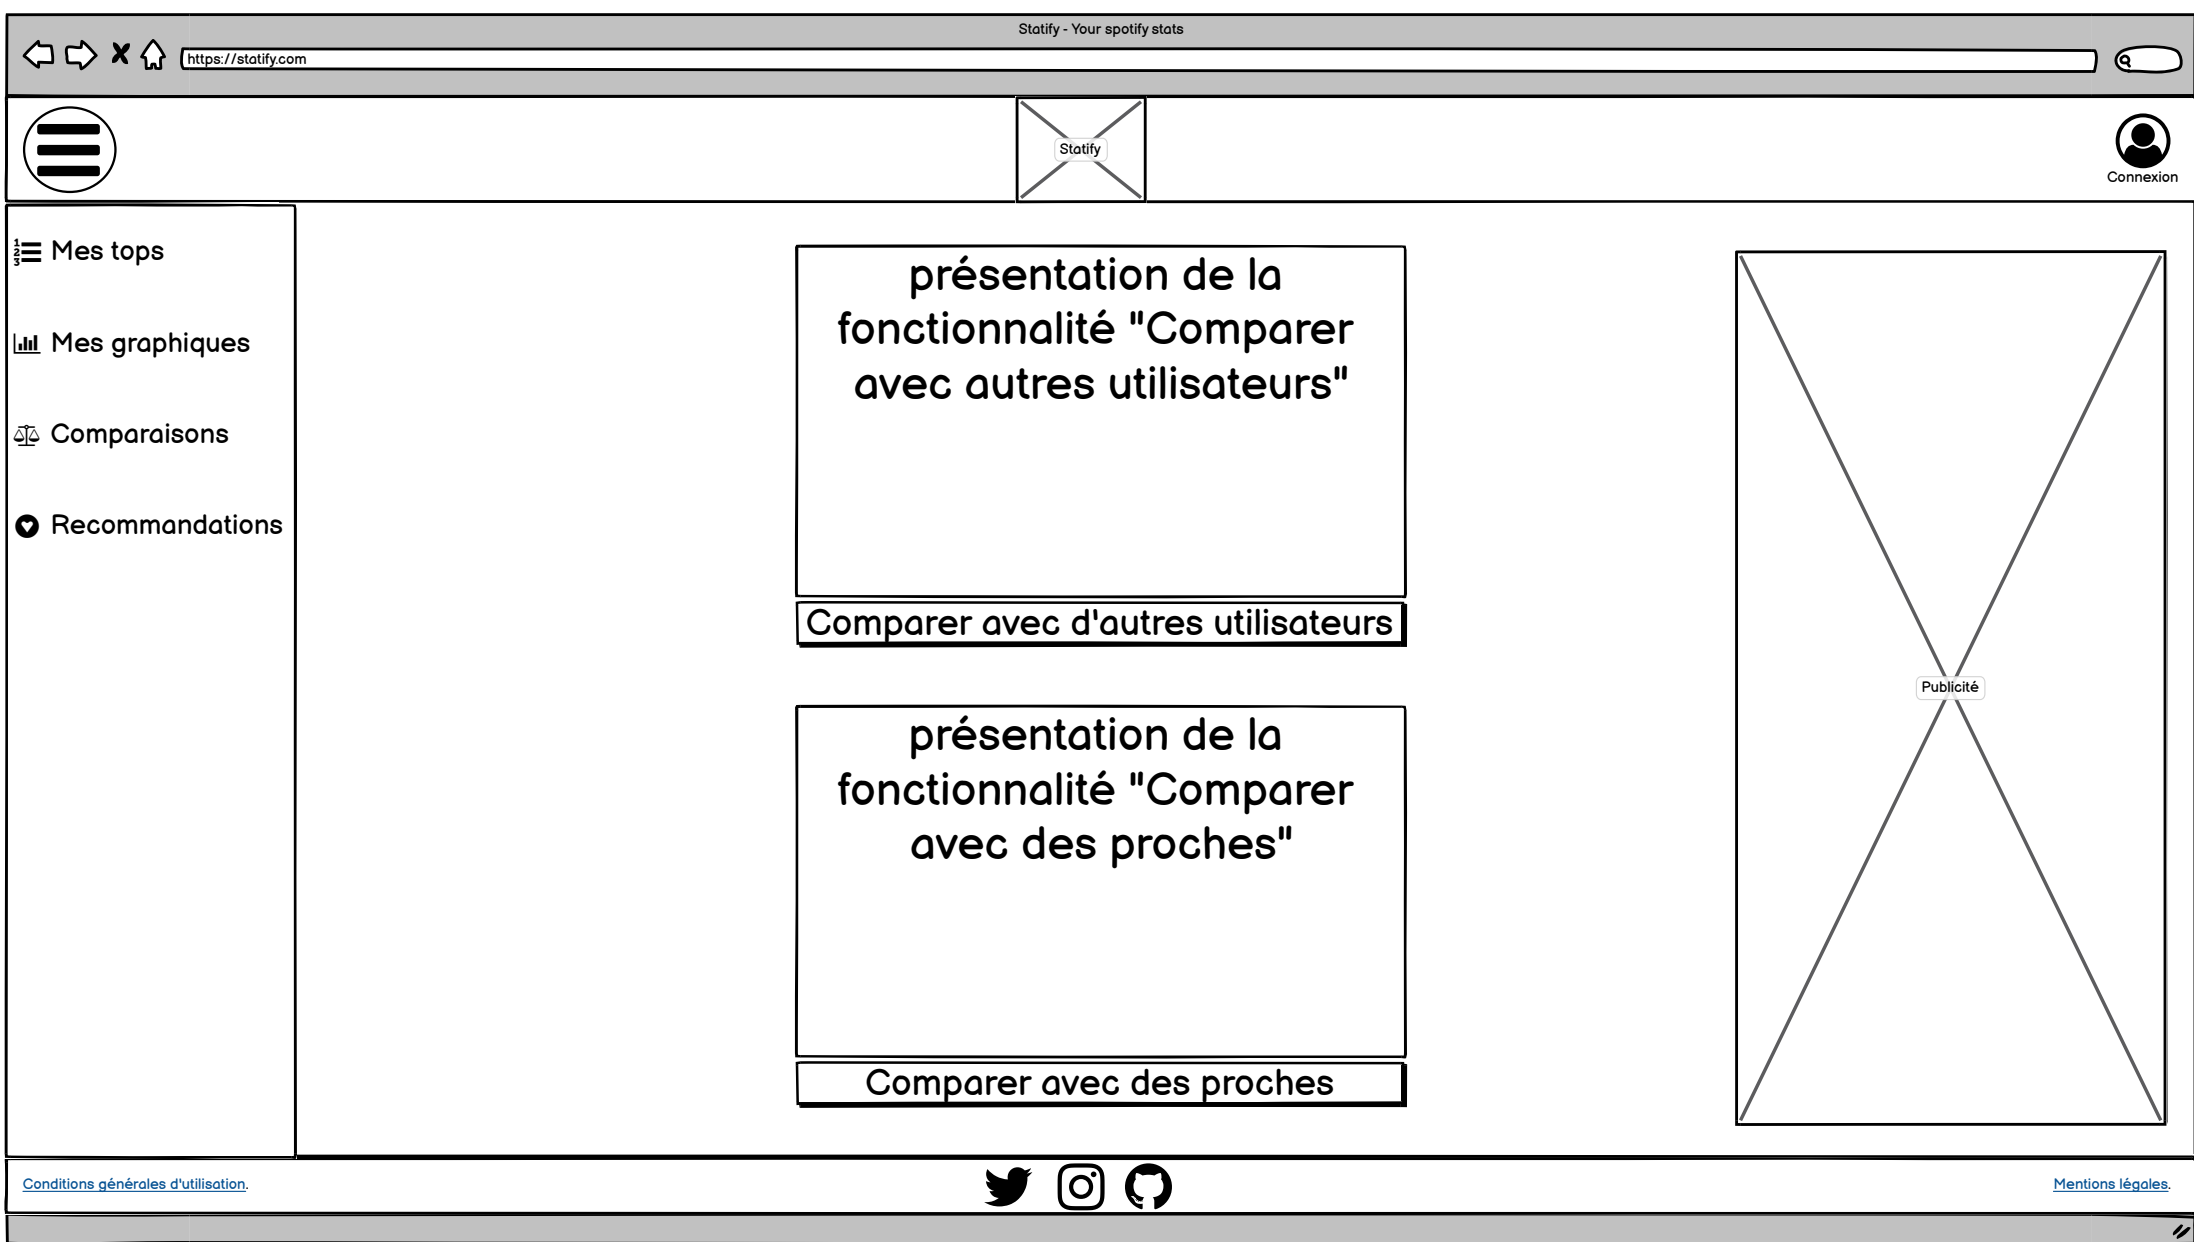 Statify - Your spotify stats
https://statify.com
Statify
Connexion
Mes tops
Mes graphiques
Comparaisons
Recommandations
présentation de la
fonctionnalité "Comparer
avec autres utilisateurs"
Comparer avec d'autres utilisateurs
présentation de la
fonctionnalité "Comparer
avec des proches"
Comparer avec des proches
Publicité
Conditions générales d'utilisation.
Mentions légales.